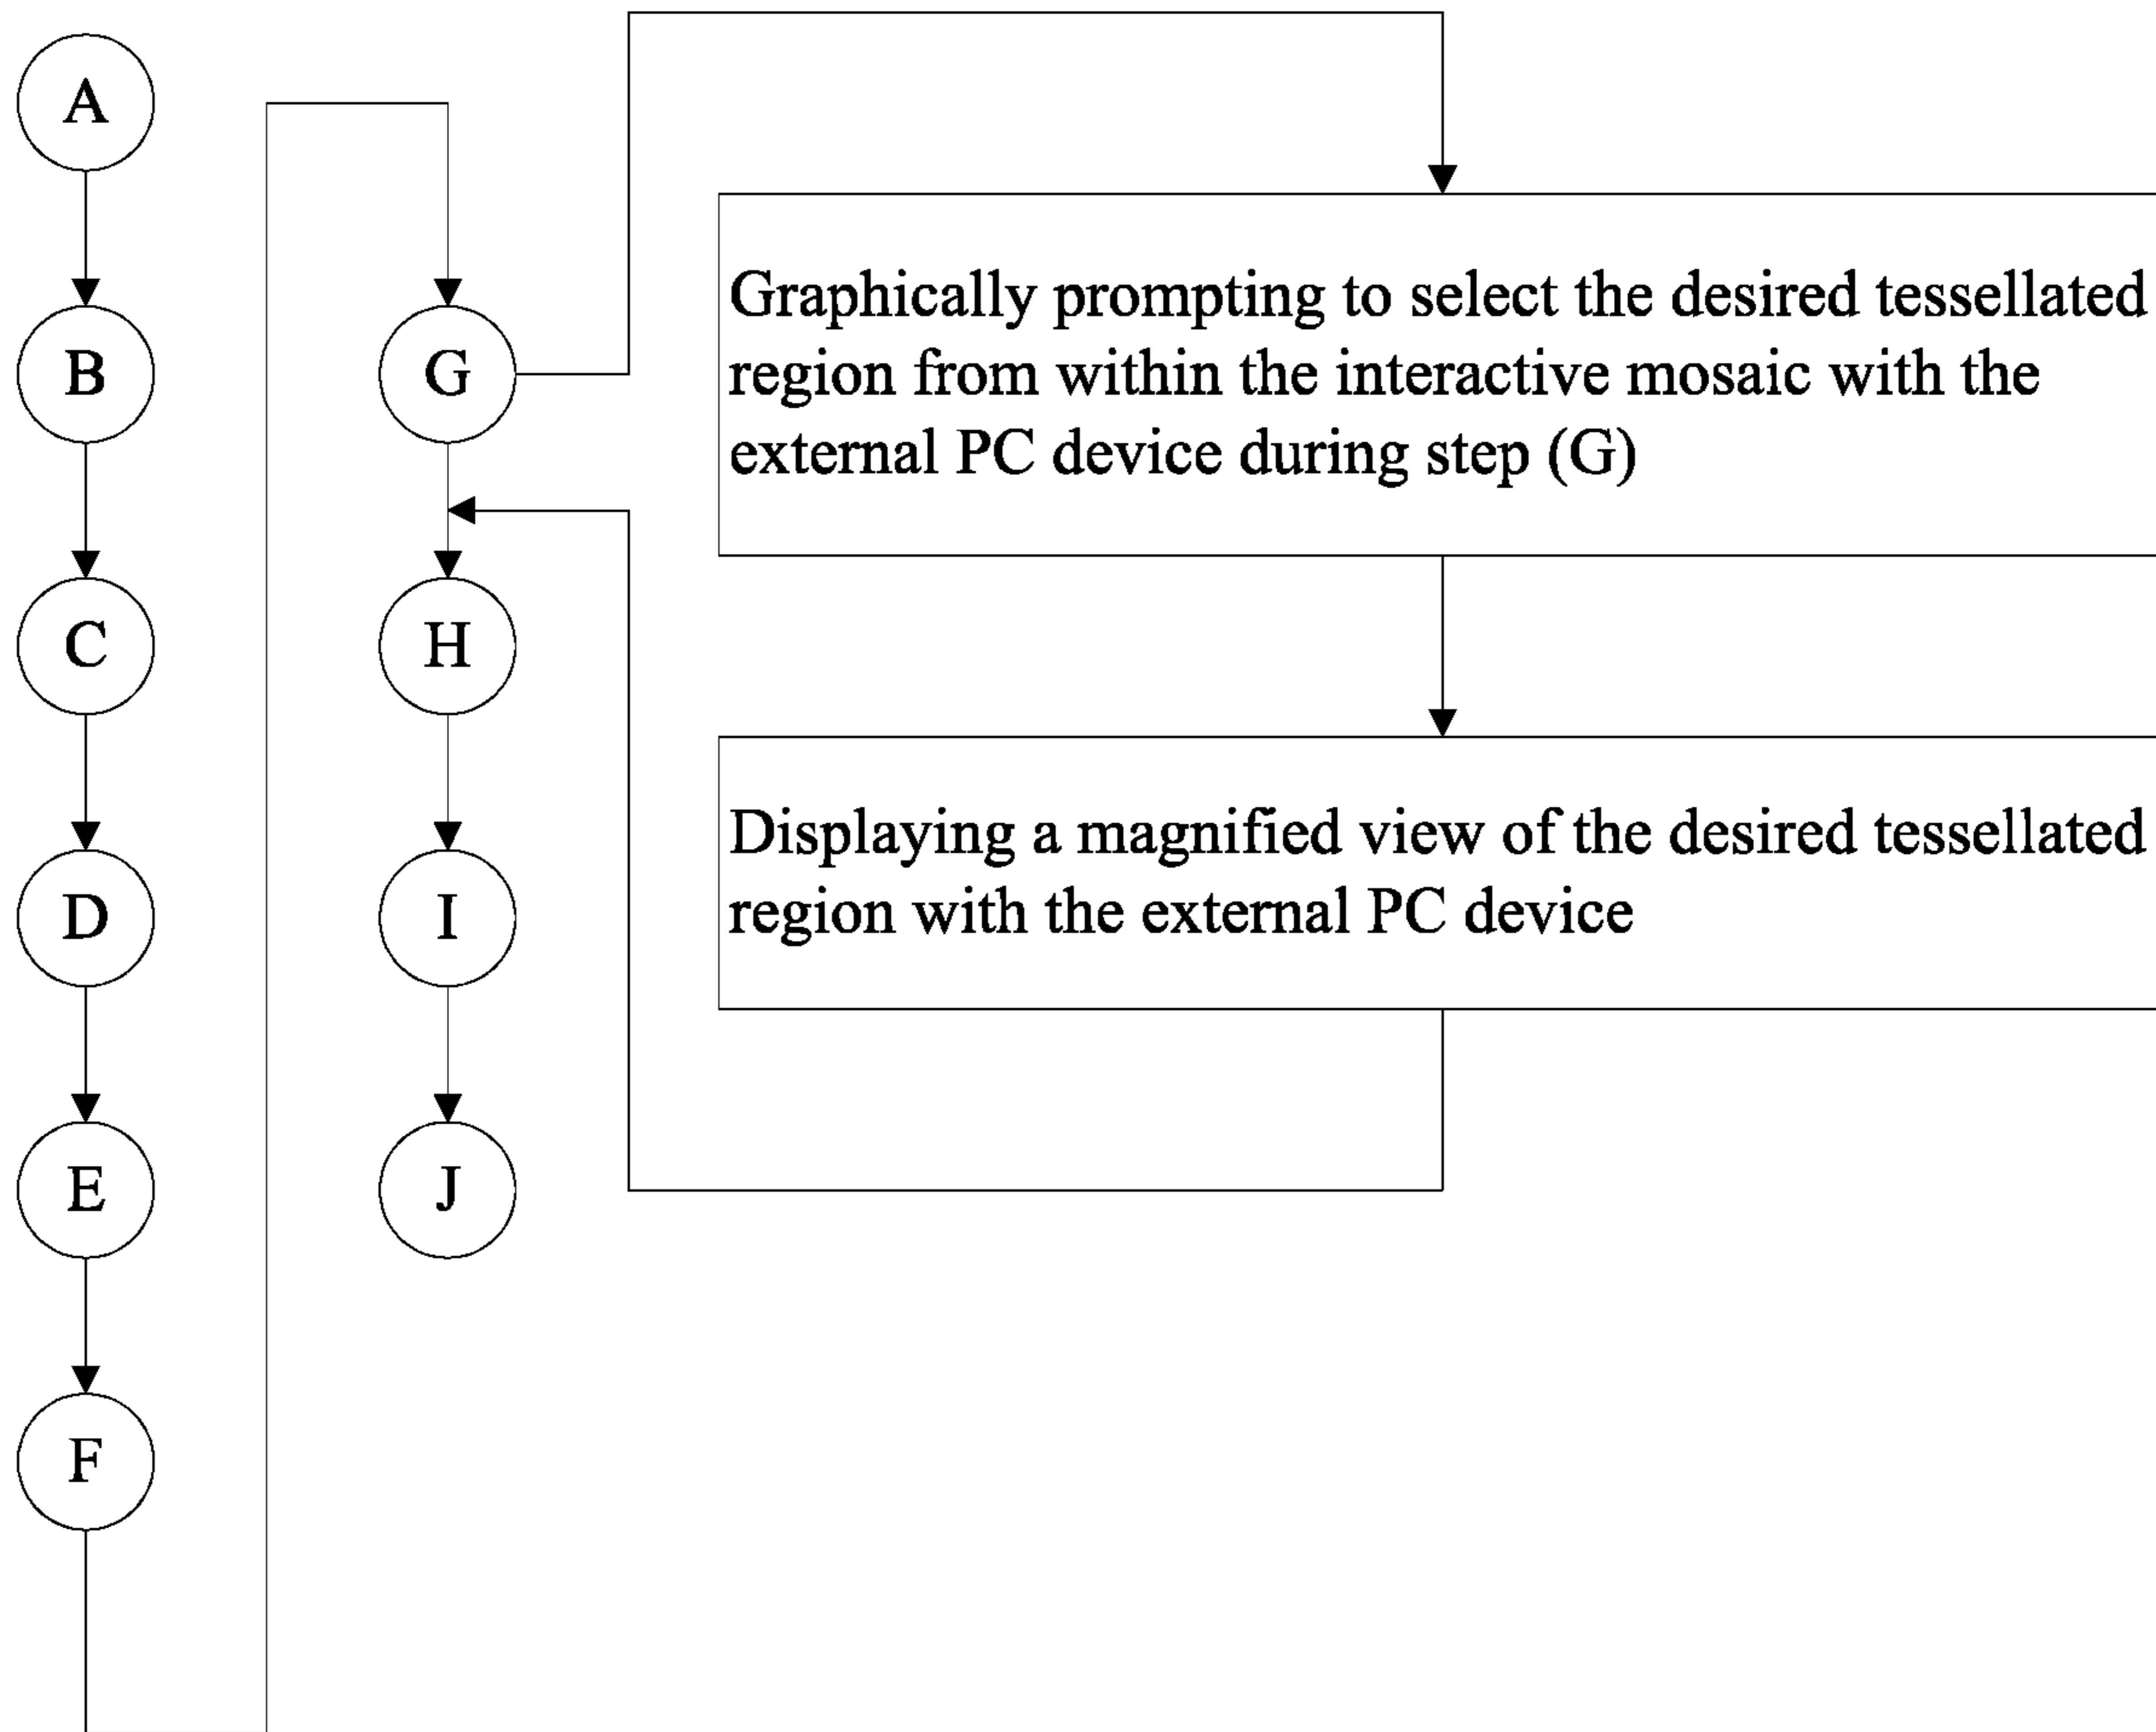 A
B
C
D
E
F
G
H
I
J
Graphically prompting to select the desired tessellated
region from within the interactive mosaic with the
external PC device during step (G)
Displaying a magnified view of the desired tessellated
region with the external PC device